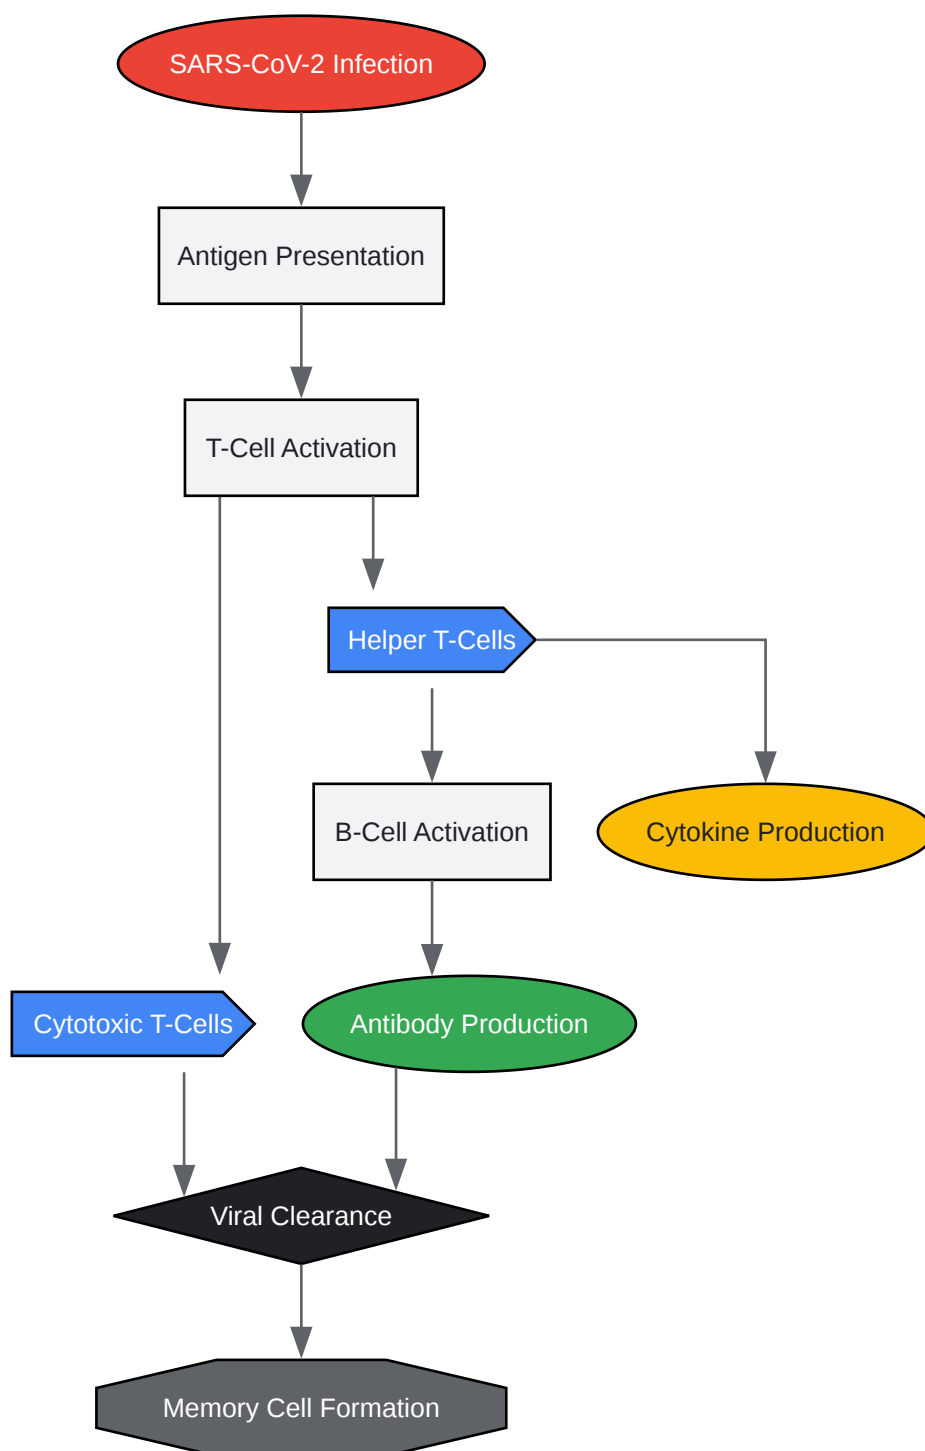 SARS-CoV-2 Infection
Antigen Presentation
T-Cell Activation
Helper T-Cells
B-Cell Activation
Cytokine Production
Cytotoxic T-Cells
Antibody Production
Viral Clearance
Memory Cell Formation